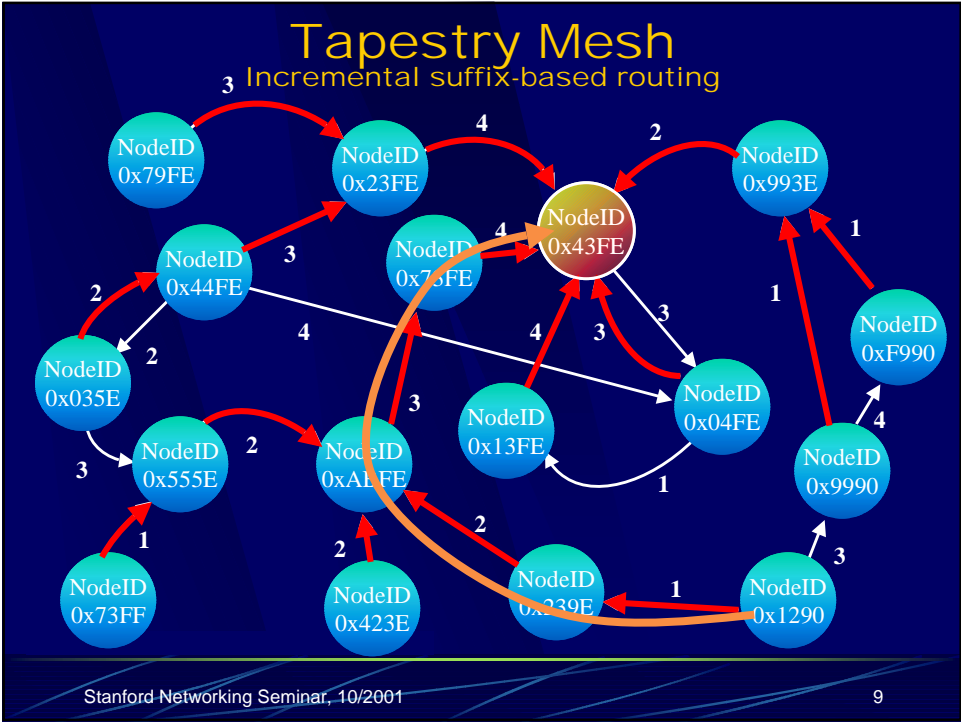 Tapestry Mesh
Incremental suffix-based routing
3
4
2
NodeID
0x79FE
NodeID
0x23FE
NodeID
0x993E
NodeID
0x43FE
4
NodeID
NodeID
0x44FE
3
1
2
1
3
3
4
4
2
NodeID
0xF990
NodeID
0x035E
NodeID
0x04FE
3
NodeID
0x13FE
4
2
3
NodeID
0x555E
NodeID
NodeID
0x9990
1
2
1
2
3
NodeID
0x73FF
NodeID
0x423E
NodeID
0x239E
1
NodeID
0x1290
Stanford Networking Seminar, 10/2001
9